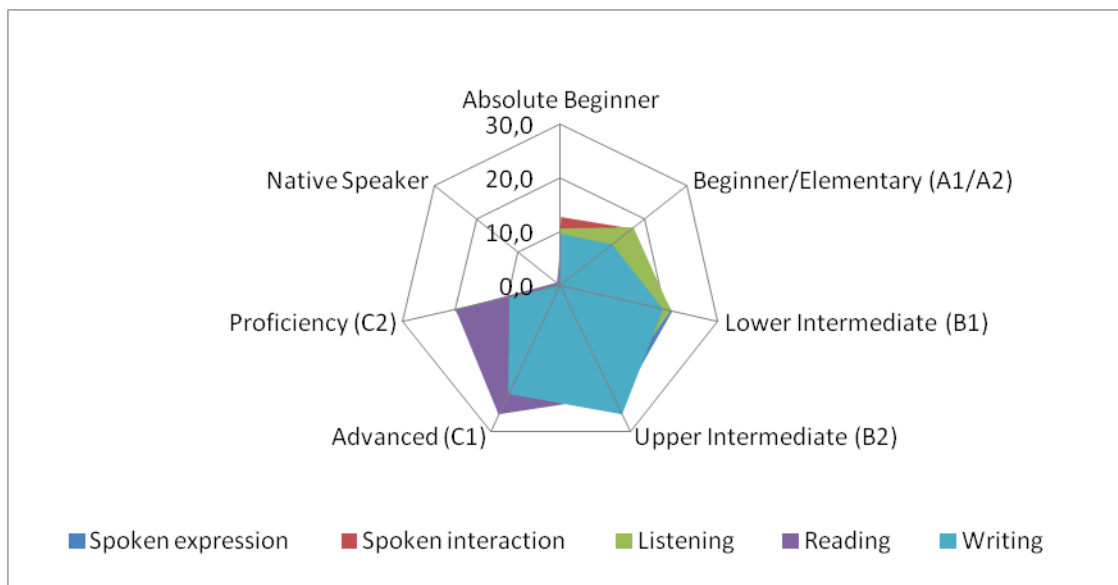 Absolute Beginner
30,0
Native Speaker
20,0
Beginner/Elementary (A1/A2)
10,0
0,0
Proficiency (C2)
Lower Intermediate (B1)
Advanced (C1)
Upper Intermediate (B2)
Spoken expression
Spoken interaction
Listening
Reading
Writing